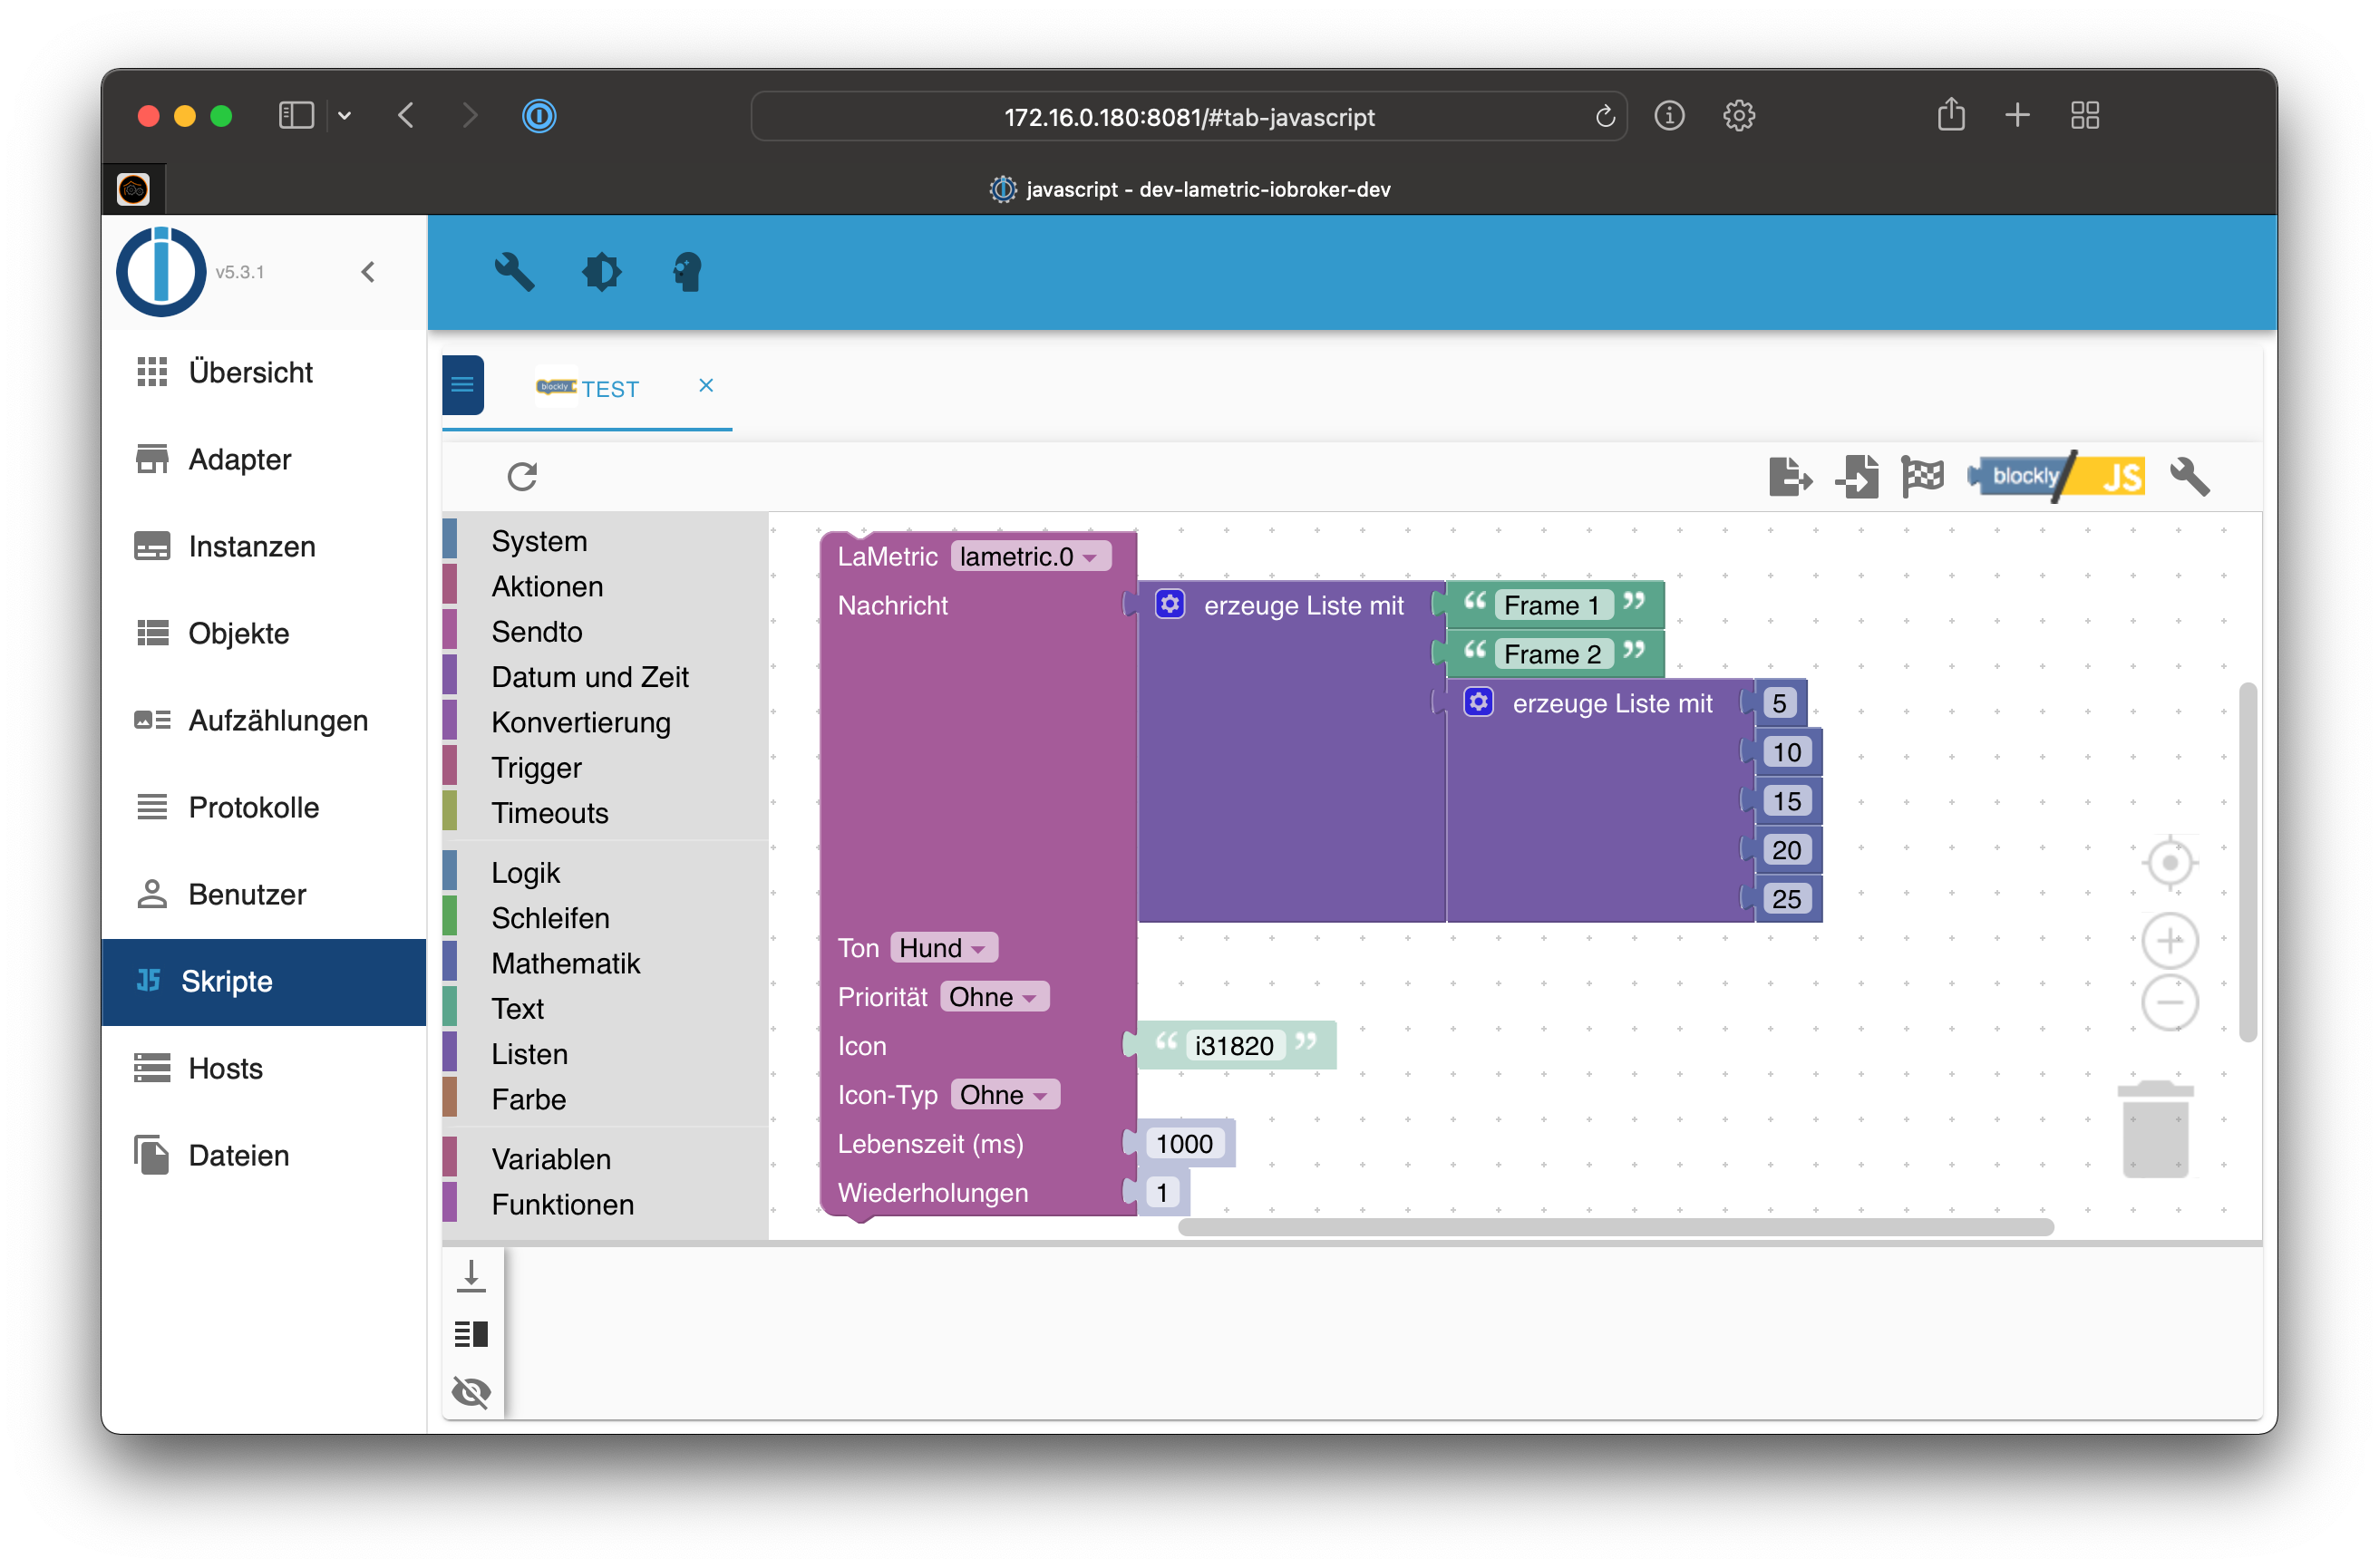 172.16.0.180:8081/#tab-javascript
javascript - dev-lametric-iobroker-dev
v5.3.1
Übersicht
Adapter
Instanzen
Objekte
Aufzählungen
Protokolle
Benutzer
JS Skripte
Hosts
Dateien
blockly TEST
blockly JS
System
Aktionen
Sendto
Datum und Zeit
Konvertierung
Trigger
Timeouts
Logik
Schleifen
Mathematik
Text
Listen
Farbe
Variablen
Funktionen
LaMetric lametric.0
Nachricht erzeuge Liste mit “ Frame 1 ”
“ Frame 2 ”
erzeuge Liste mit 5
10
15
20
25
Ton Hund
Priorität Ohne
Icon “ i31820 ”
Icon-Typ Ohne
Lebenszeit (ms) 1000
Wiederholungen 1